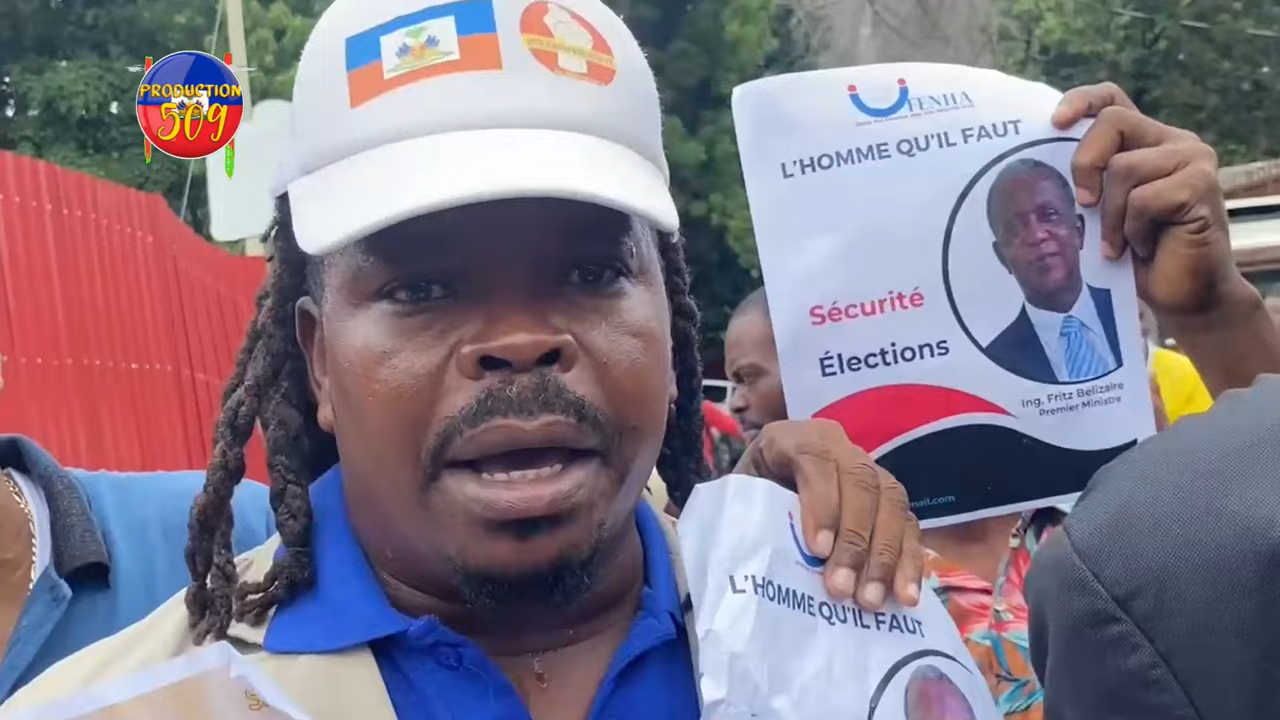 PRODUCTION
509
L'HOMME QU'IL FAUT
Sécurité
Élections
Ing. Fritz Bélizaire
Premier Ministre
mail.com
L'HOMME QU'IL FAUT